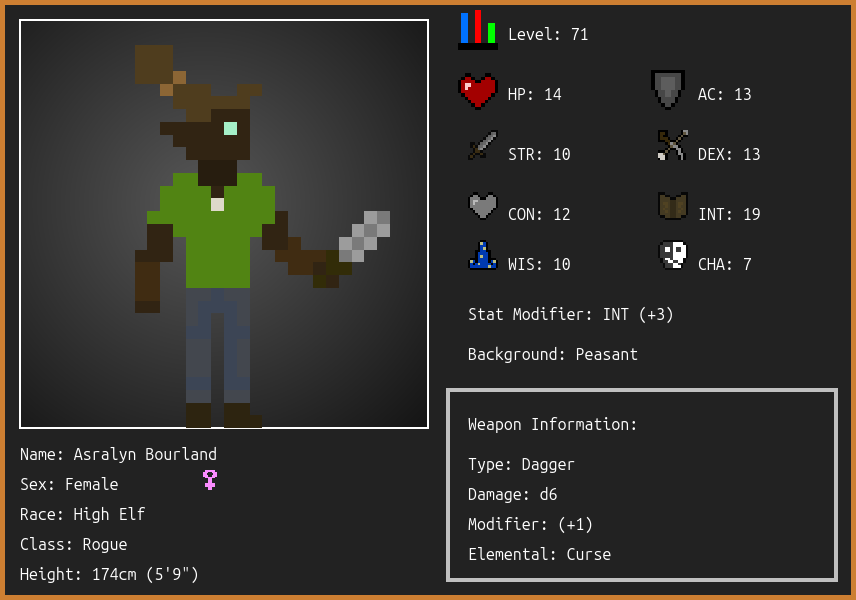 Level: 71
HP: 14
AC: 13
STR: 10
DEX: 13
CON: 12
INT: 19
WIS: 10
CHA: 7
Stat Modifier: INT (+3)
Background: Peasant
Weapon Information:
Type: Dagger
Damage: d6
Modifier: (+1)
Elemental: Curse
Name: Asralyn Bourland
Sex: Female
Race: High Elf
Class: Rogue
Height: 174cm (5'9")